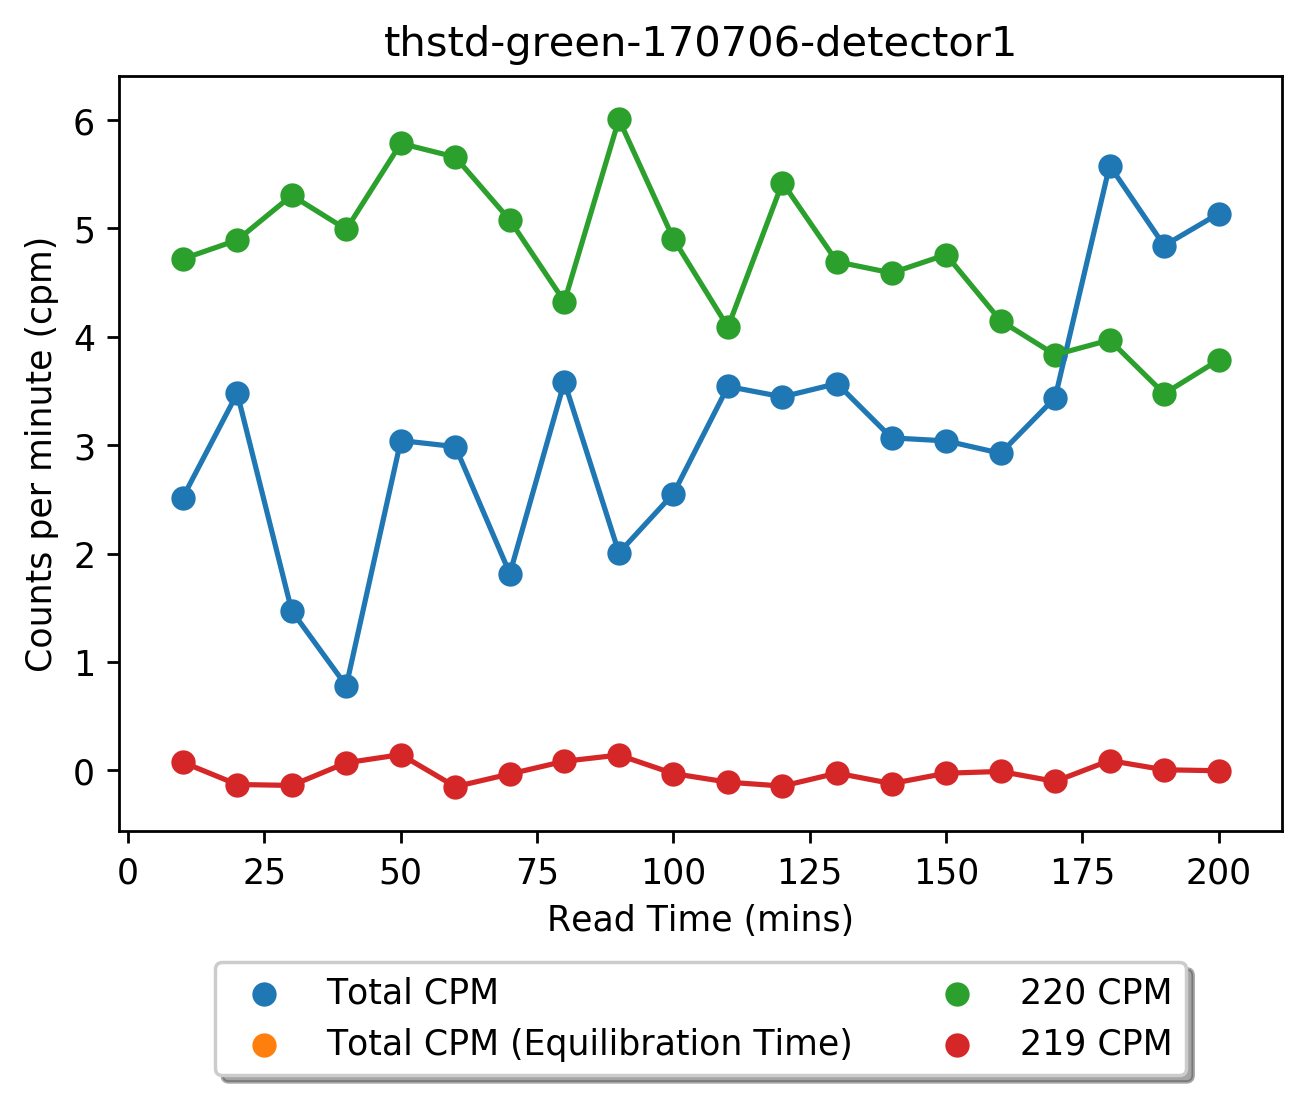 thstd-green-170706-detector1
Counts per minute (cpm)
6
5
4
3
2
1
0
0 25 50 75 100 125 150 175 200
Read Time (mins)
Total CPM 220 CPM
Total CPM (Equilibration Time) 219 CPM